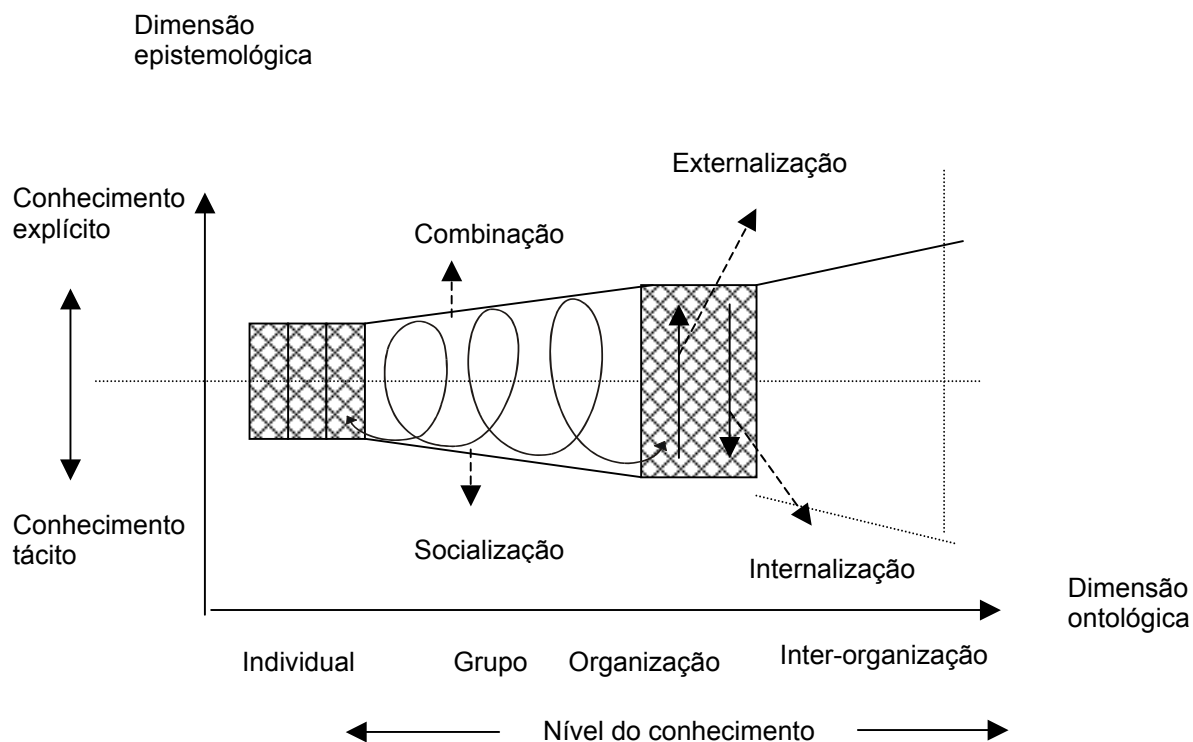 Dimensão
epistemológica
Externalização
Conhecimento
explícito
Combinação
Conhecimento
tácito
Socialização
Internalização
Dimensão
ontológica
Individual
Grupo
Organização
Inter-organização
Nível do conhecimento